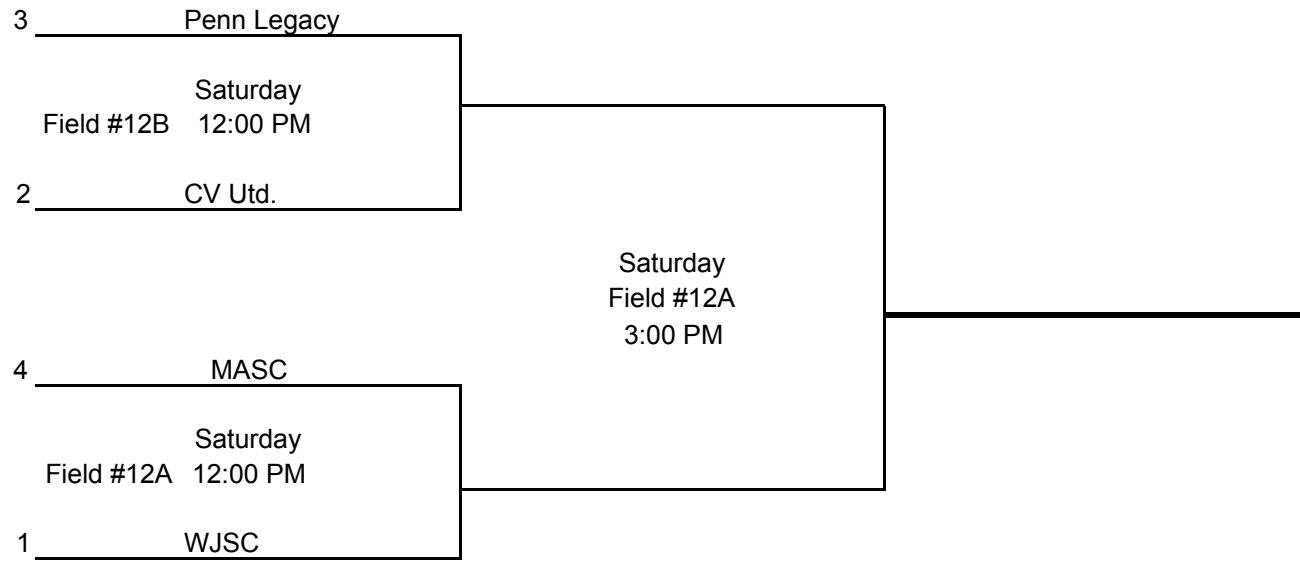 3 Penn Legacy
Saturday
Field #12B 12:00 PM
2 CV Utd.
Saturday
Field #12A
3:00 PM
4 MASC
Saturday
Field #12A 12:00 PM
1 WJSC